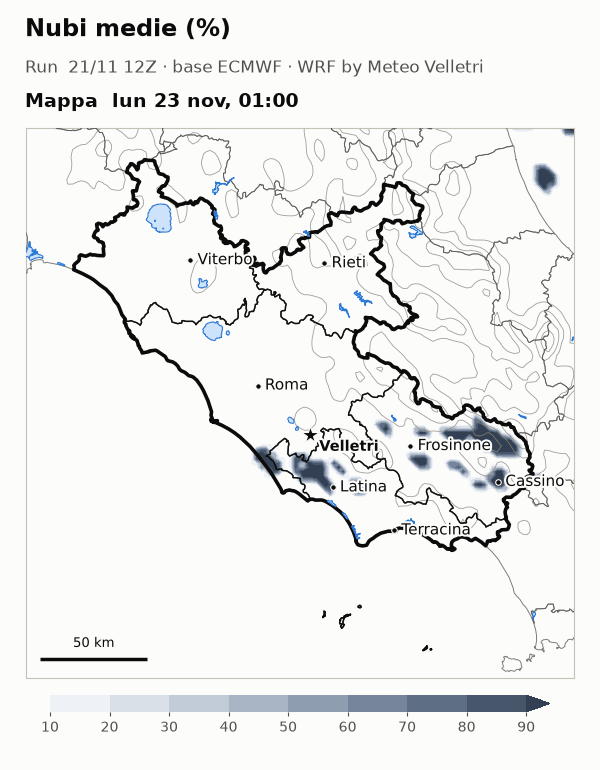 Nubi medie (%)
Run  21/11 12Z · base ECMWF · WRF by Meteo Velletri
Mappa  lun 23 nov, 01:00
Viterbo
Rieti
Roma
Velletri
Frosinone
Latina
Cassino
Terracina
50 km
10 20 30 40 50 60 70 80 90